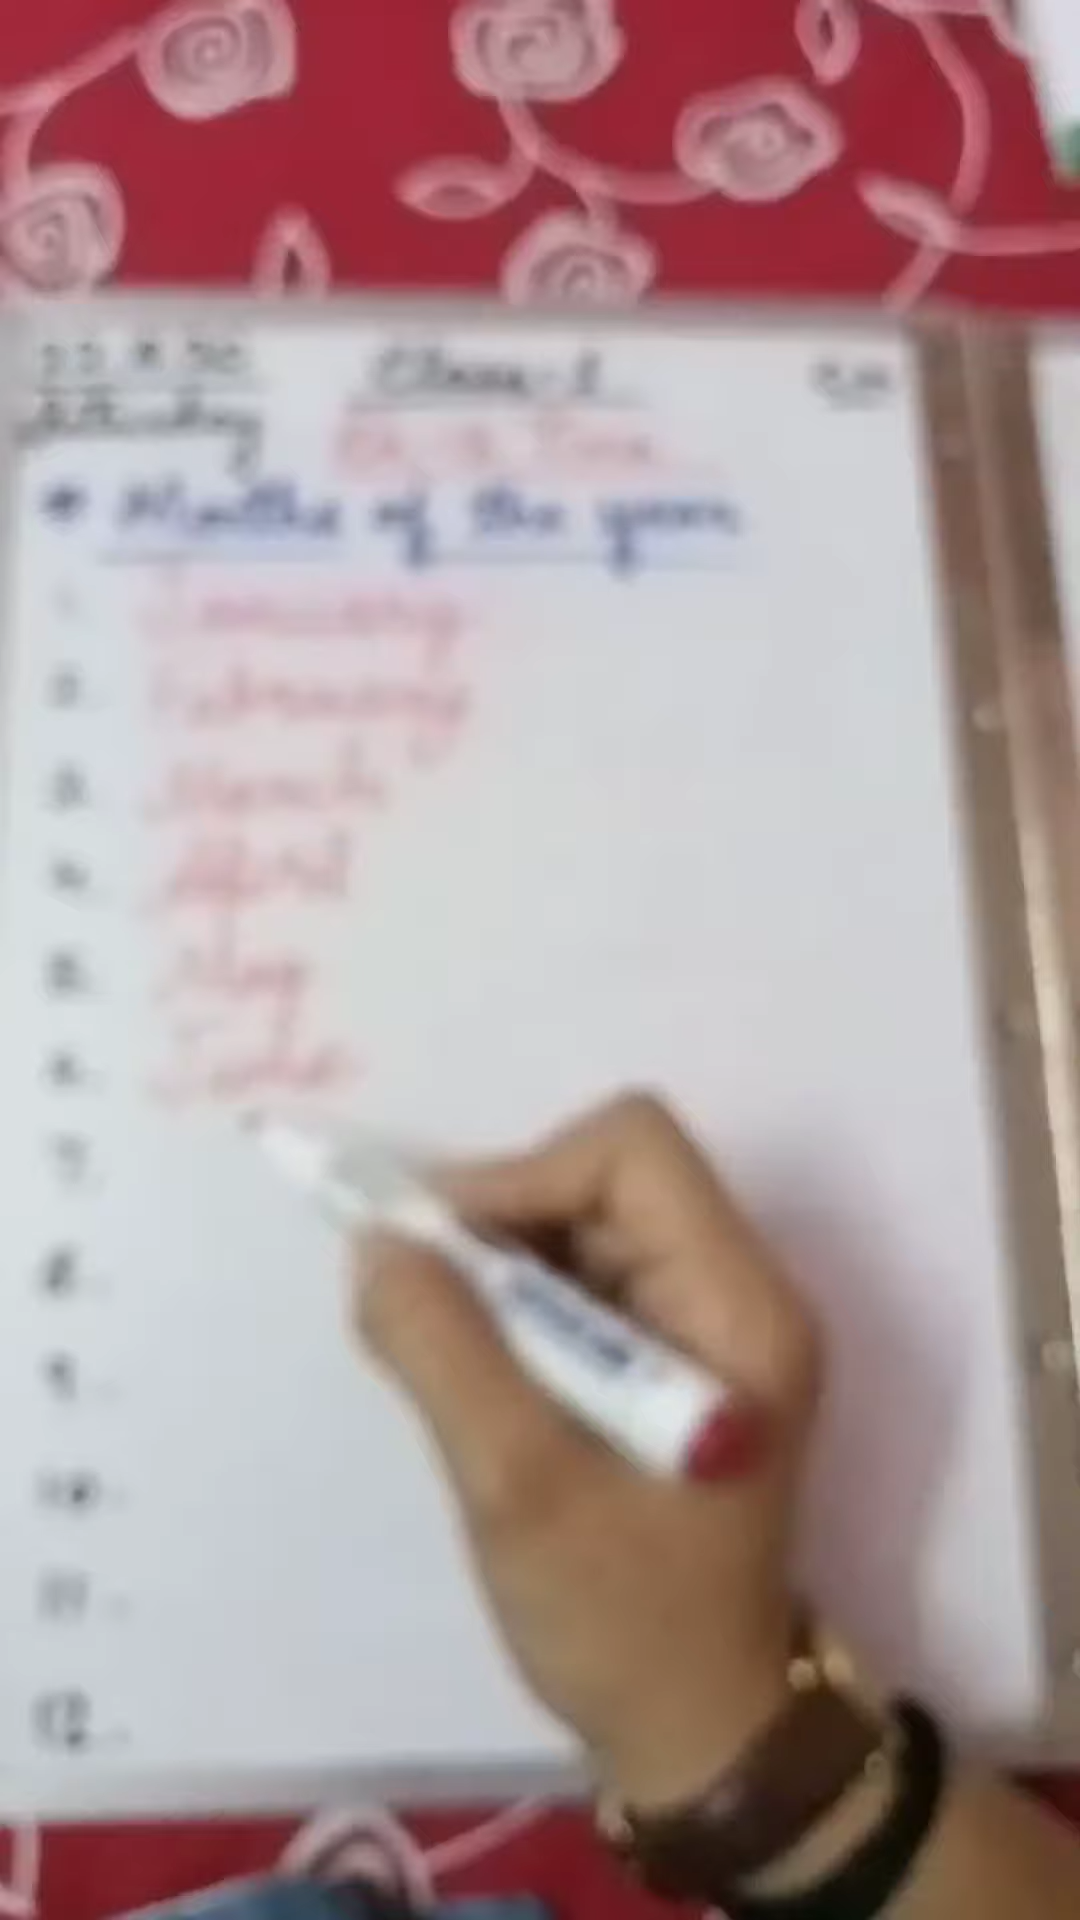 Saturday
Class-1
* Months of the year
1. January
2. February
3. March
4. April
5. May
6. June
7.
8.
9.
10.
11.
12.